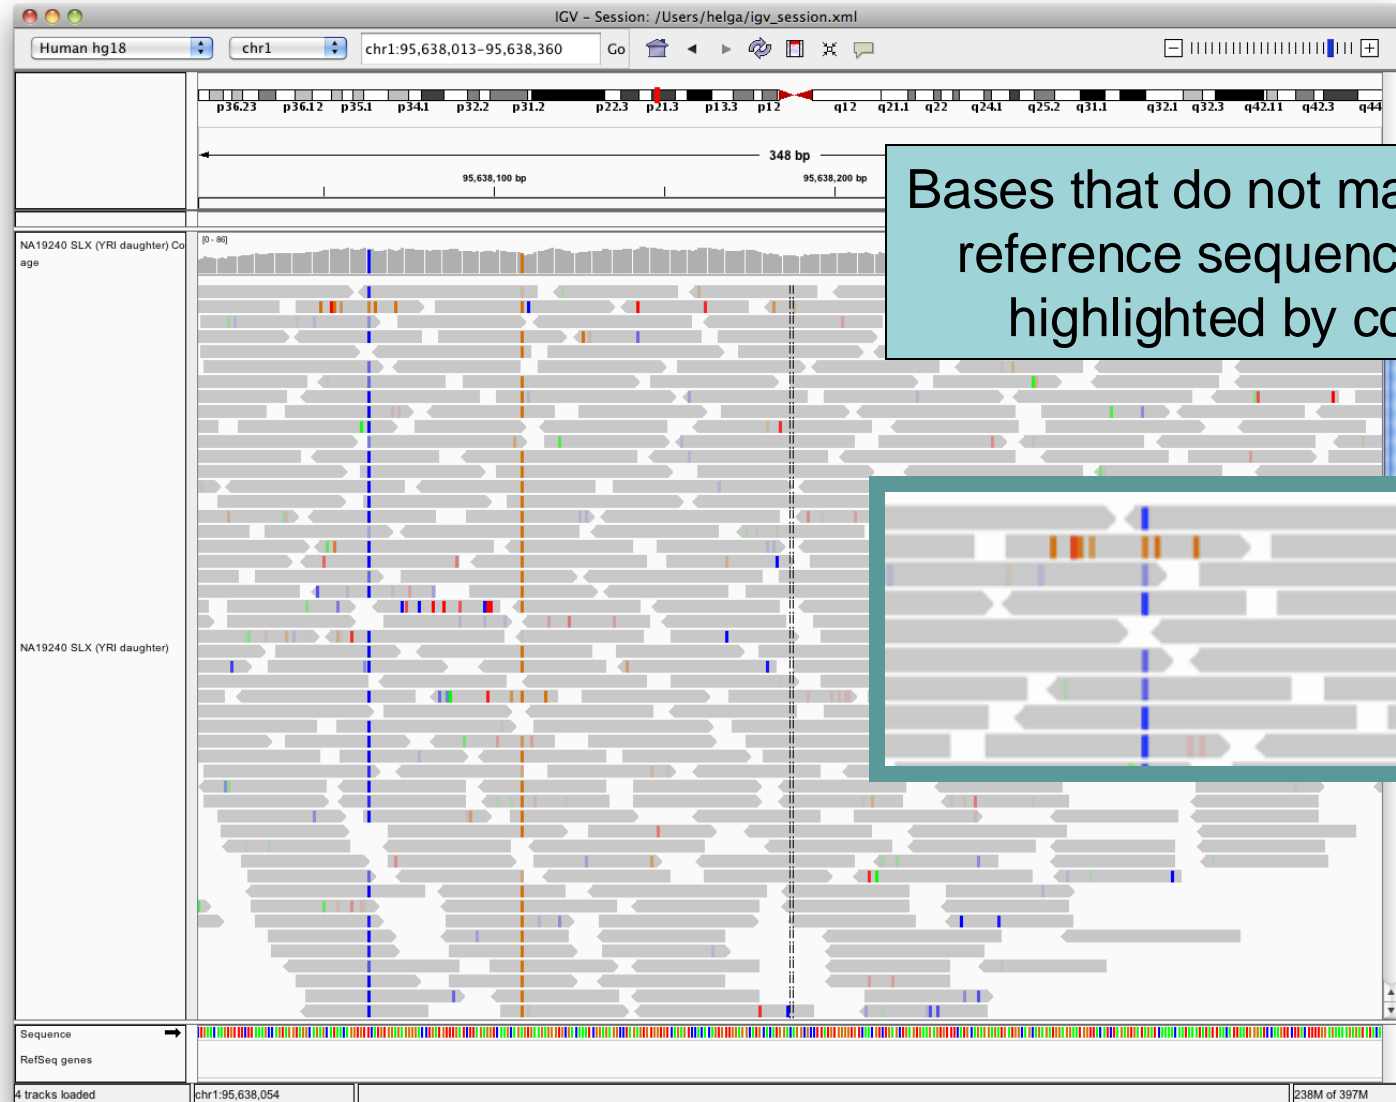 IGV - Session: /Users/helga/igv_session.xml
Human hg18 chr1 chr1:95,638,013-95,638,360 Go
p36.23 p36.12 p35.1 p34.1 p32.2 p31.2 p22.3 p21.3 p13.3 p12 q12 q21.1 q22 q24.1 q25.2 q31.1 q32.1 q32.3 q42.11 q42.3 q44
348 bp
95,638,100 bp 95,638,200 bp
Bases that do not ma
reference sequenc
highlighted by co
NA19240 SLX (YRI daughter) Co
age
[0 - 86]
NA19240 SLX (YRI daughter)
Sequence
RefSeq genes
4 tracks loaded chr1:95,638,054 238M of 397M